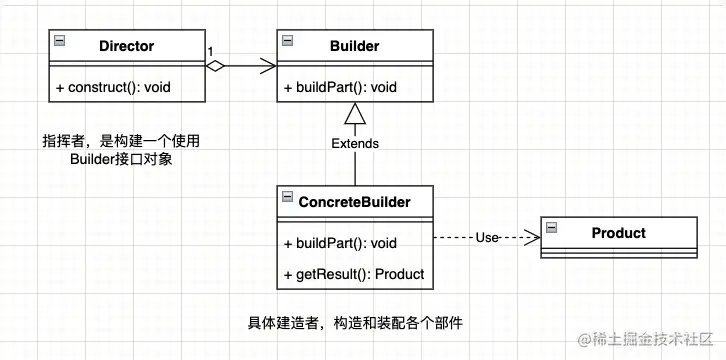 Director
+ construct(): void
1
Builder
+ buildPart(): void
指挥者，是构建一个使用
Builder接口对象
Extends
ConcreteBuilder
+ buildPart(): void
+ getResult(): Product
Use
Product
具体建造者，构造和装配各个部件
@稀土掘金技术社区